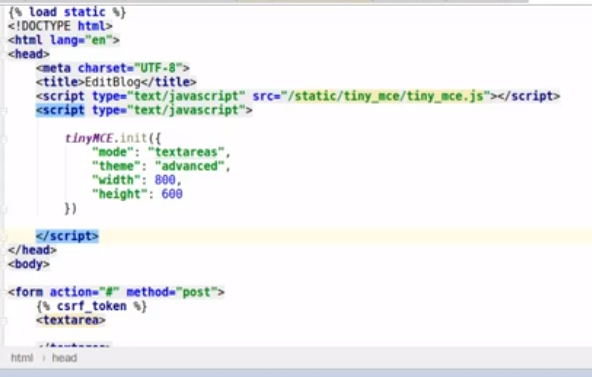 {% load static %}
<!DOCTYPE html>
<html lang="en">
<head>
    <meta charset="UTF-8">
    <title>EditBlog</title>
    <script type="text/javascript" src="/static/tiny_mce/tiny_mce.js"></script>
    <script type="text/javascript">
        tinyMCE.init({
            "mode": "textareas",
            "theme": "advanced",
            "width": 800,
            "height": 600
        })
    </script>
</head>
<body>
<form action="#" method="post">
    {% csrf_token %}
    <textarea>
    </textarea>
html › head